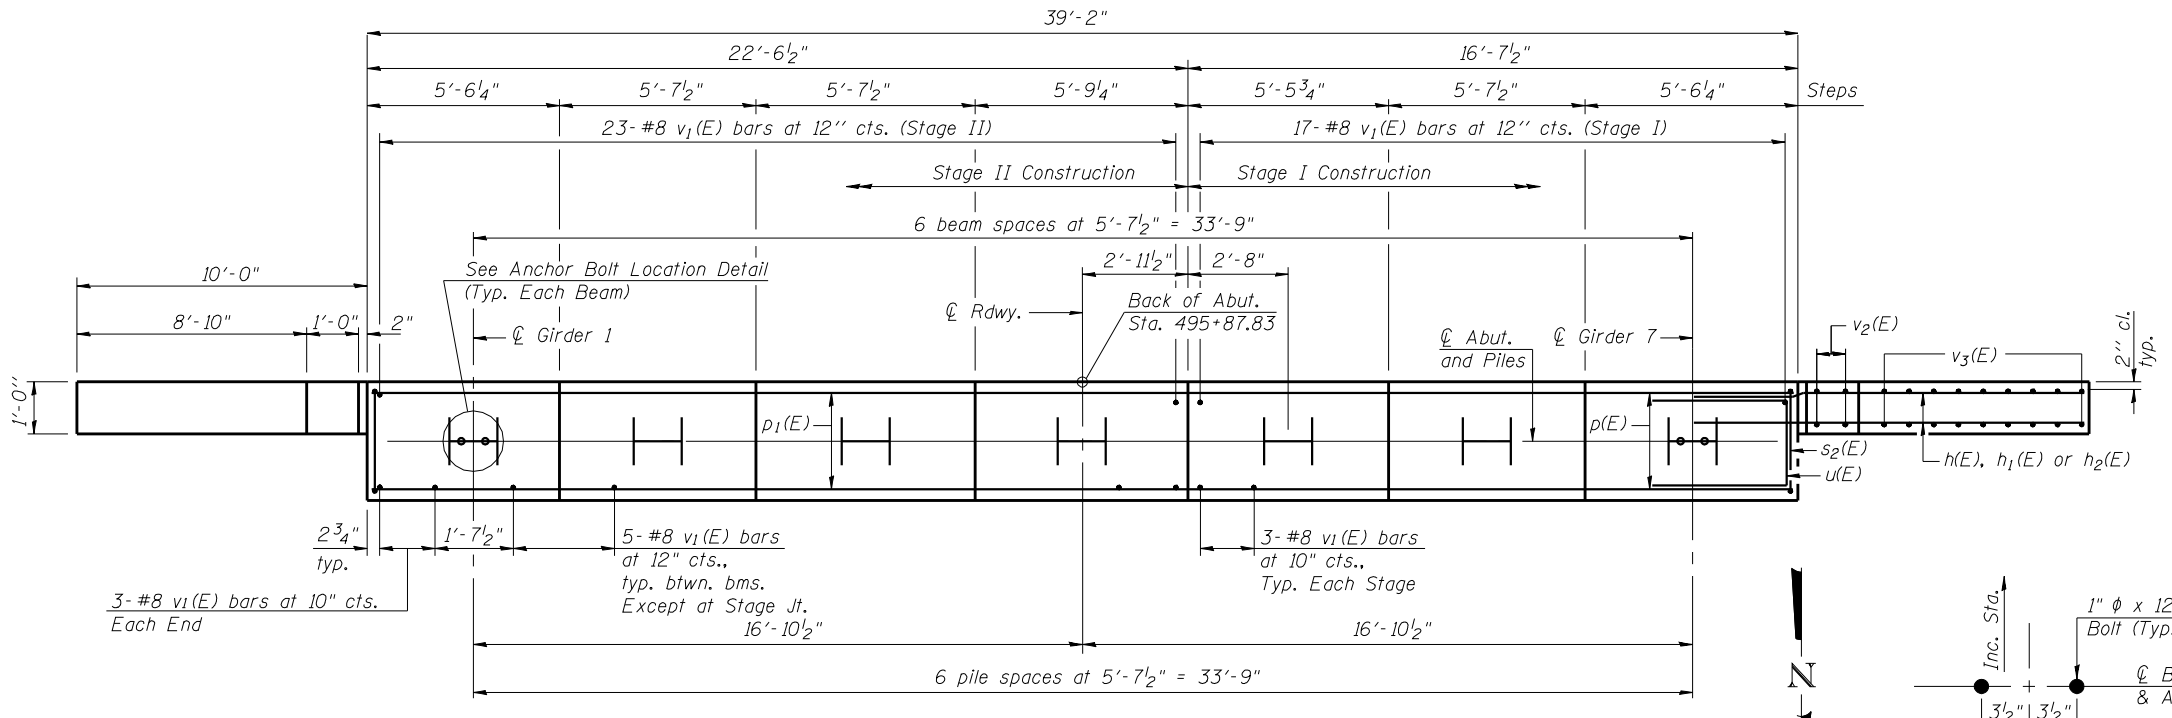 39'-2"
22'-6½" 16'-7½"
5'-6¼" 5'-7½" 5'-7½" 5'-9¼" 5'-5¾" 5'-7½" 5'-6¼" Steps
23- #8 v₁(E) bars at 12" cts. (Stage II) 17- #8 v₁(E) bars at 12" cts. (Stage I)
Stage II Construction Stage I Construction
6 beam spaces at 5'-7½" = 33'-9"
10'-0"
See Anchor Bolt Location Detail
(Typ. Each Beam)
2'-11½" 2'-8"
8'-10" 1'-0" 2"
℄ Girder 1
℄ Rdwy.
Back of Abut.
Sta. 495+87.83
℄ Abut.
and Piles
℄ Girder 7
v₂(E)
v₃(E)
2" cl.
typ.
1'-0"
p₁(E)
p(E)
s₂(E)
u(E)
h(E), h₁(E) or h₂(E)
2¾"
typ.
1'-7½"
5- #8 v₁(E) bars
at 12" cts.,
typ. btwn. bms.
Except at Stage Jt.
3- #8 v₁(E) bars
at 10" cts.,
Typ. Each Stage
3- #8 v₁(E) bars at 10" cts.
Each End
16'-10½" 16'-10½"
6 pile spaces at 5'-7½" = 33'-9"
N
Inc. Sta.
1" ϕ x 12
Bolt (Typ.
℄ B
& A
3½" 3½"